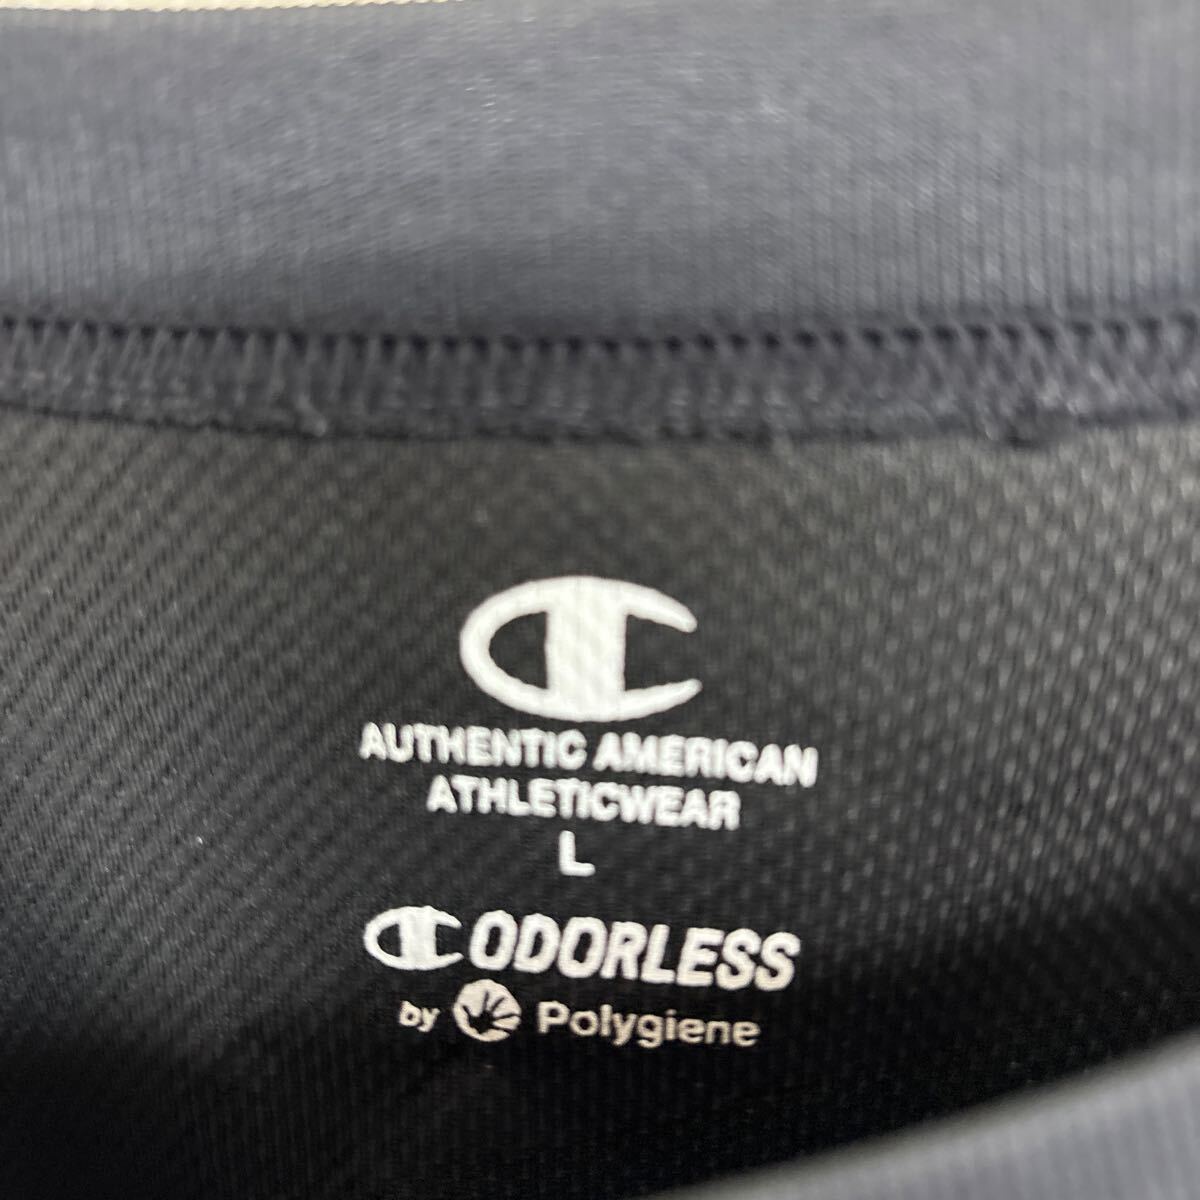 AUTHENTIC AMERICAN
ATHLETICWEAR
L
ODORLESS
by Polygiene